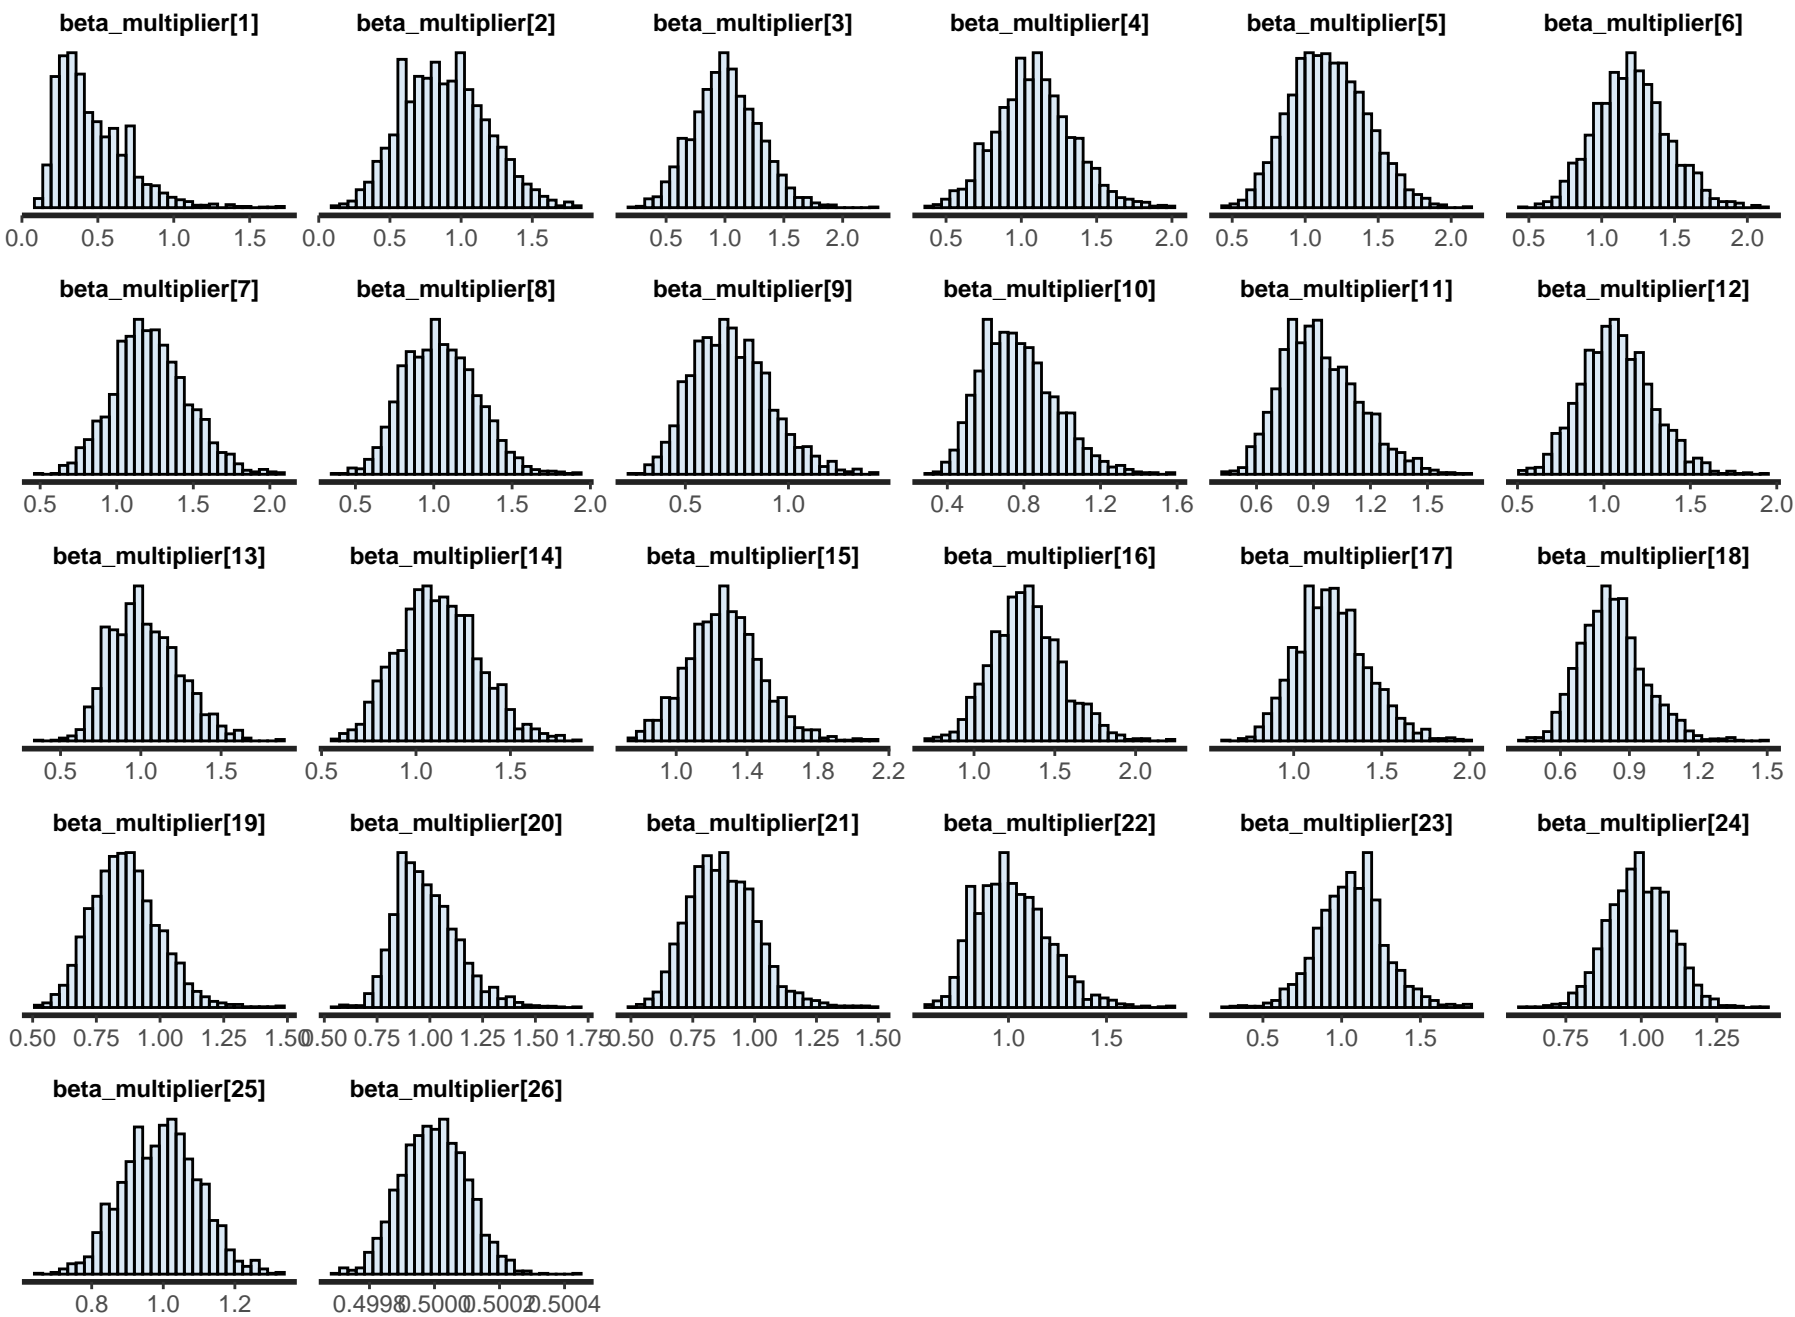 beta_multiplier[1] beta_multiplier[2] beta_multiplier[3] beta_multiplier[4] beta_multiplier[5] beta_multiplier[6]
0.0 0.5 1.0 1.5 0.0 0.5 1.0 1.5 0.5 1.0 1.5 2.0 0.5 1.0 1.5 2.0 0.5 1.0 1.5 2.0 0.5 1.0 1.5 2.0
beta_multiplier[7] beta_multiplier[8] beta_multiplier[9] beta_multiplier[10] beta_multiplier[11] beta_multiplier[12]
0.5 1.0 1.5 2.0 0.5 1.0 1.5 2.0 0.5 1.0 0.4 0.8 1.2 1.6 0.6 0.9 1.2 1.5 0.5 1.0 1.5 2.0
beta_multiplier[13] beta_multiplier[14] beta_multiplier[15] beta_multiplier[16] beta_multiplier[17] beta_multiplier[18]
0.5 1.0 1.5 0.5 1.0 1.5 1.0 1.4 1.8 2.2 1.0 1.5 2.0 1.0 1.5 2.0 0.6 0.9 1.2 1.5
beta_multiplier[19] beta_multiplier[20] beta_multiplier[21] beta_multiplier[22] beta_multiplier[23] beta_multiplier[24]
0.50 0.75 1.00 1.25 1.50 0.50 0.75 1.00 1.25 1.50 1.75 0.50 0.75 1.00 1.25 1.50 1.0 1.5 0.5 1.0 1.5 0.75 1.00 1.25
beta_multiplier[25] beta_multiplier[26]
0.8 1.0 1.2 0.4998 0.5000 0.5002 0.5004